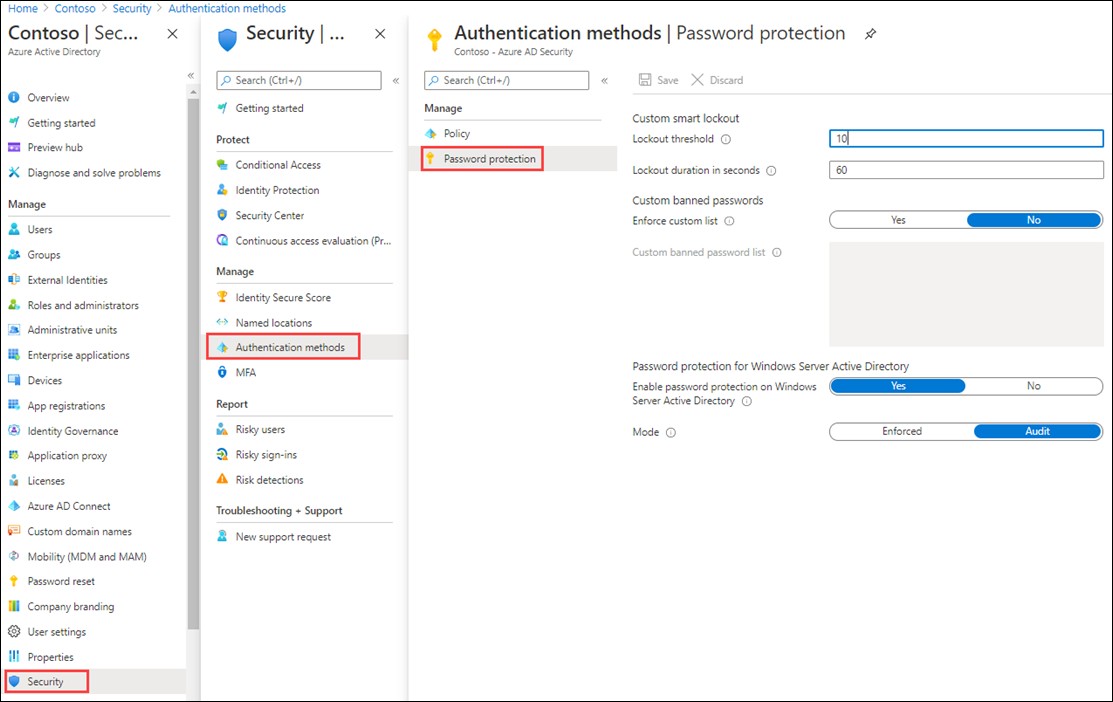 Home > Contoso > Security > Authentication methods
Contoso | Sec...
Azure Active Directory
«
Overview
Getting started
Preview hub
Diagnose and solve problems
Manage
Users
Groups
External Identities
Roles and administrators
Administrative units
Enterprise applications
Devices
App registrations
Identity Governance
Application proxy
Licenses
Azure AD Connect
Custom domain names
Mobility (MDM and MAM)
Password reset
Company branding
User settings
Properties
Security
Security | ...
Search (Ctrl+/)
«
Getting started
Protect
Conditional Access
Identity Protection
Security Center
Continuous access evaluation (Pr...
Manage
Identity Secure Score
Named locations
Authentication methods
MFA
Report
Risky users
Risky sign-ins
Risk detections
Troubleshooting + Support
New support request
Authentication methods | Password protection
Contoso - Azure AD Security
Search (Ctrl+/)
«
Manage
Policy
Password protection
Save Discard
Custom smart lockout
Lockout threshold 10
Lockout duration in seconds 60
Custom banned passwords
Enforce custom list Yes No
Custom banned password list
Password protection for Windows Server Active Directory
Enable password protection on Windows Yes No
Server Active Directory
Mode Enforced Audit